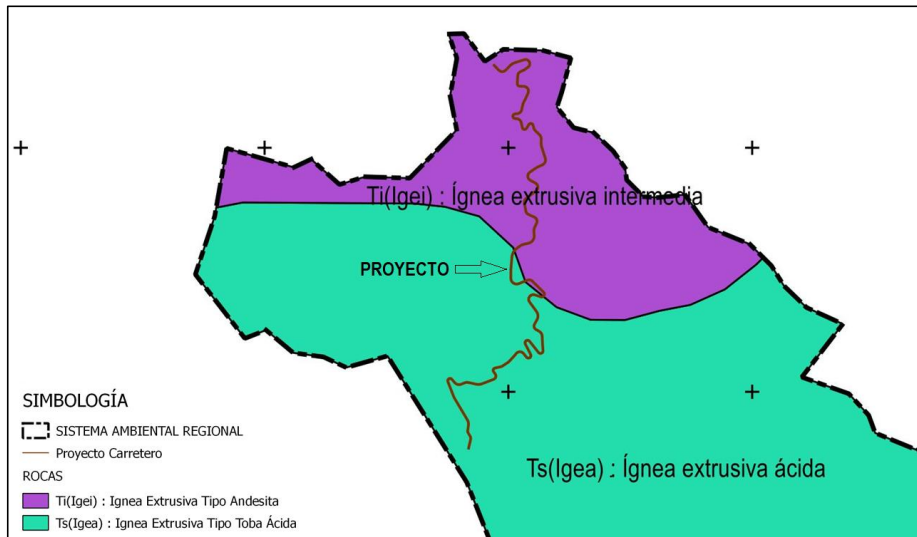 Ti(Igei) : Ígnea extrusiva intermedia
PROYECTO
Ts(Igea) : Ígnea extrusiva ácida
SIMBOLOGÍA
SISTEMA AMBIENTAL REGIONAL
Proyecto Carretero
ROCAS
Ti(Igei) : Ignea Extrusiva Tipo Andesita
Ts(Igea) : Ignea Extrusiva Tipo Toba Ácida